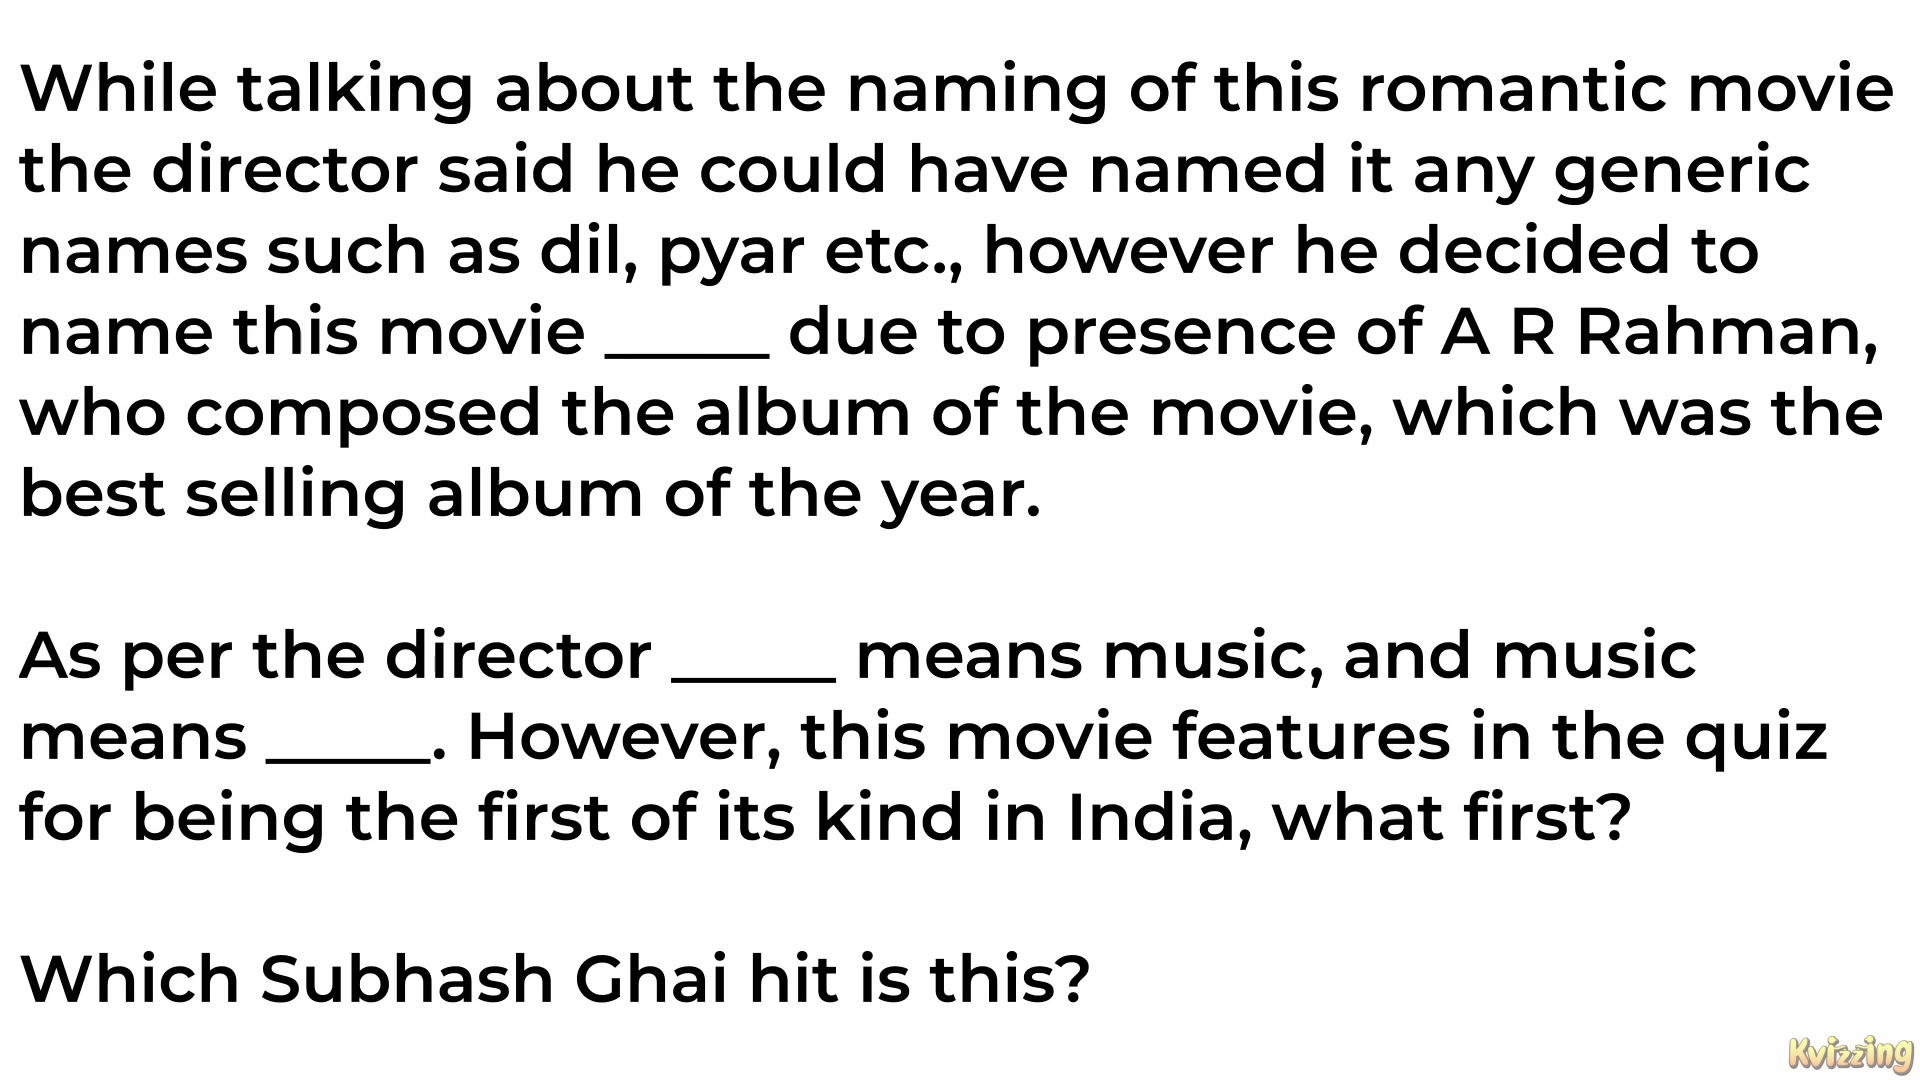 While talking about the naming of this romantic movie
the director said he could have named it any generic
names such as dil, pyar etc., however he decided to
name this movie _____ due to presence of A R Rahman,
who composed the album of the movie, which was the
best selling album of the year.
As per the director _____ means music, and music
means _____. However, this movie features in the quiz
for being the first of its kind in India, what first?
Which Subhash Ghai hit is this?
Kvizzing